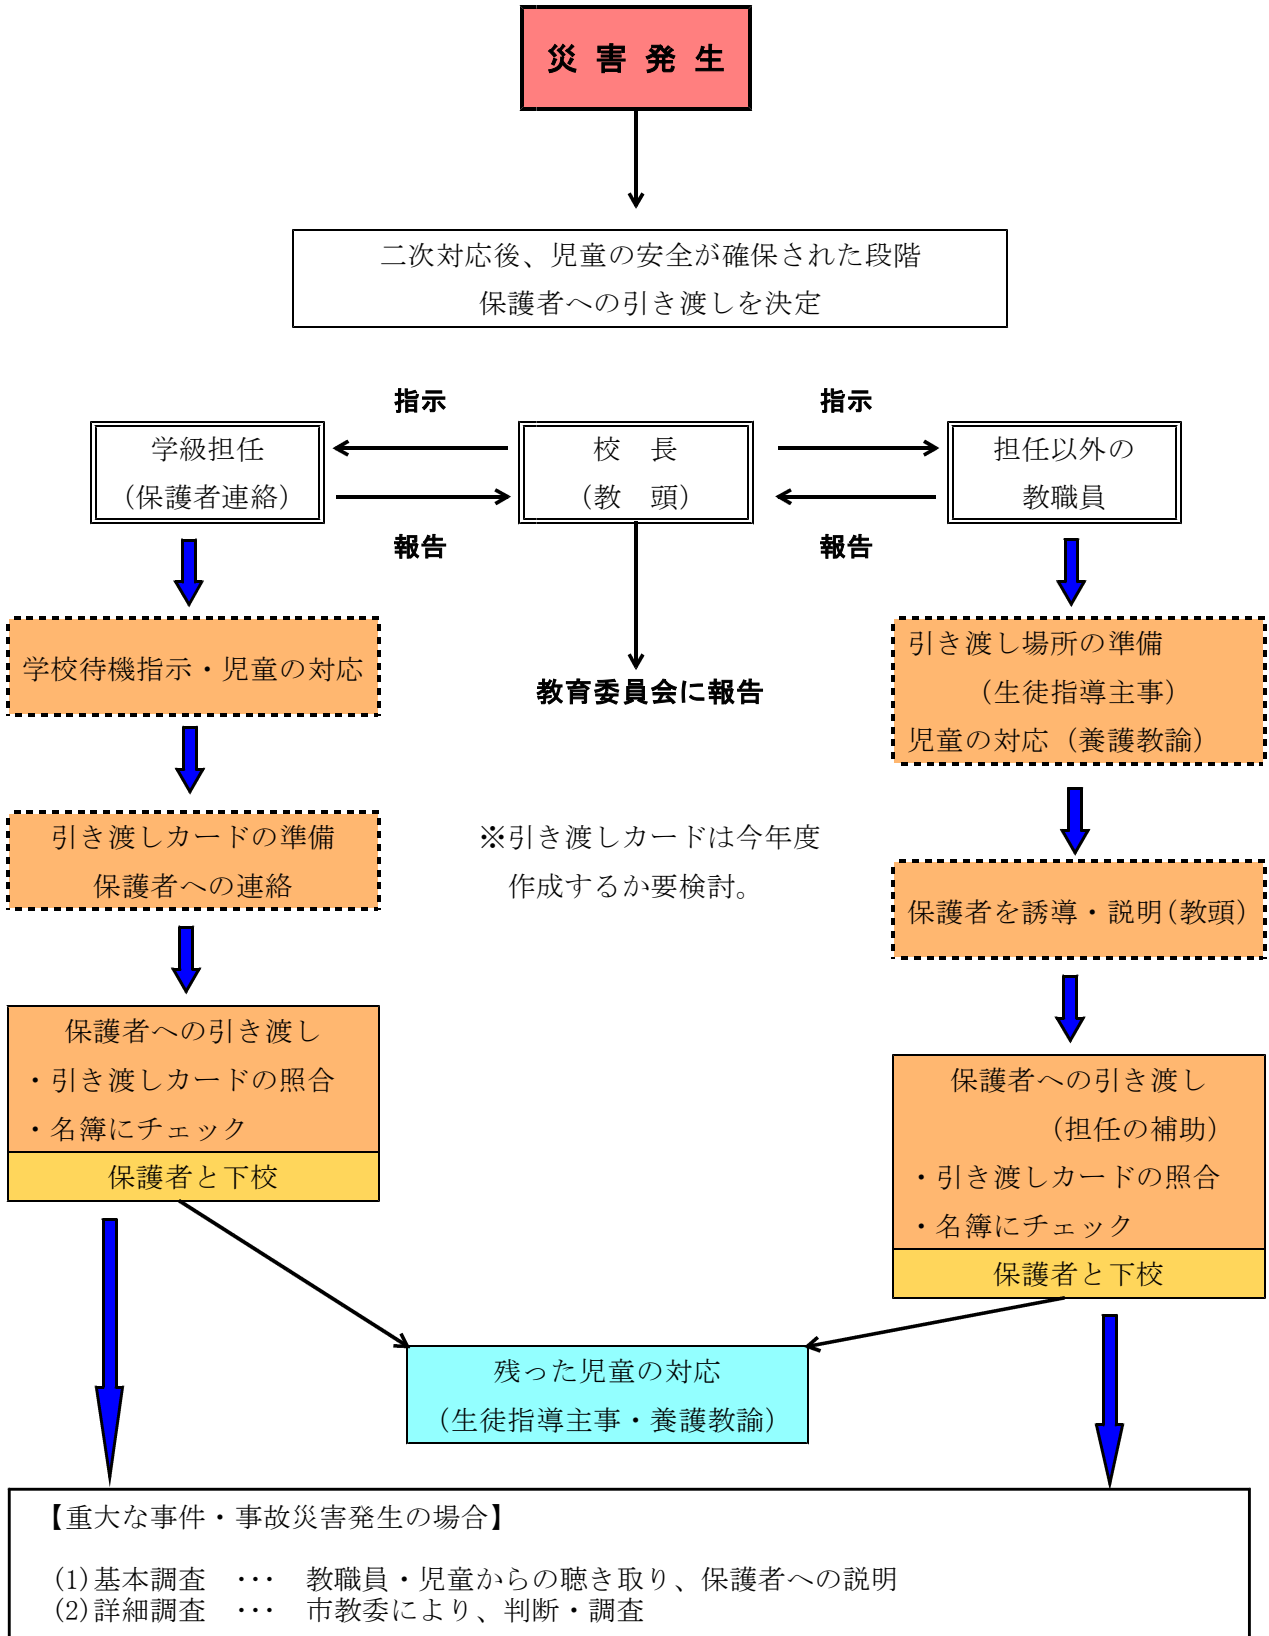 災 害 発 生
二次対応後、児童の安全が確保された段階
保護者への引き渡しを決定
指示
指示
学級担任
（保護者連絡）
校　長
（教　頭）
担任以外の
教職員
報告
報告
学校待機指示・児童の対応
教育委員会に報告
引き渡し場所の準備
（生徒指導主事）
児童の対応（養護教諭）
引き渡しカードの準備
保護者への連絡
※引き渡しカードは今年度
作成するか要検討。
保護者を誘導・説明(教頭)
保護者への引き渡し
・引き渡しカードの照合
・名簿にチェック
保護者と下校
保護者への引き渡し
（担任の補助）
・引き渡しカードの照合
・名簿にチェック
保護者と下校
残った児童の対応
（生徒指導主事・養護教諭）
【重大な事件・事故災害発生の場合】
(1)基本調査　…　教職員・児童からの聴き取り、保護者への説明
(2)詳細調査　…　市教委により、判断・調査